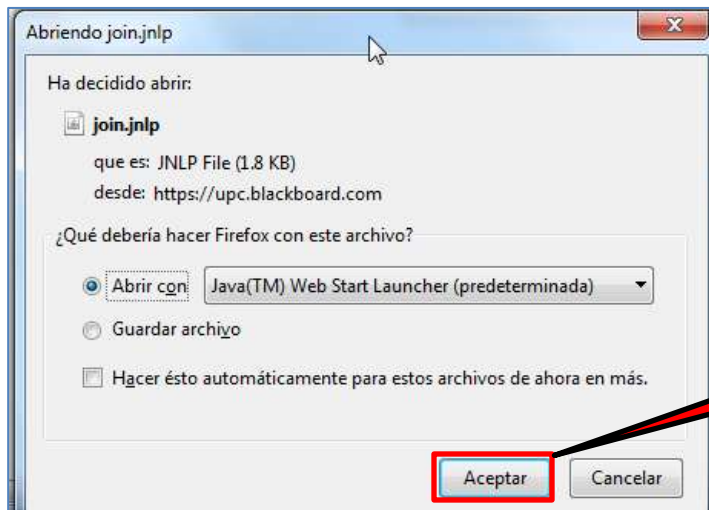 Abriendo join.jnlp
Ha decidido abrir:
join.jnlp
que es: JNLP File (1.8 KB)
desde: https://upc.blackboard.com
¿Qué debería hacer Firefox con este archivo?
Abrir con Java(TM) Web Start Launcher (predeterminada)
Guardar archivo
Hacer ésto automáticamente para estos archivos de ahora en más.
Aceptar Cancelar